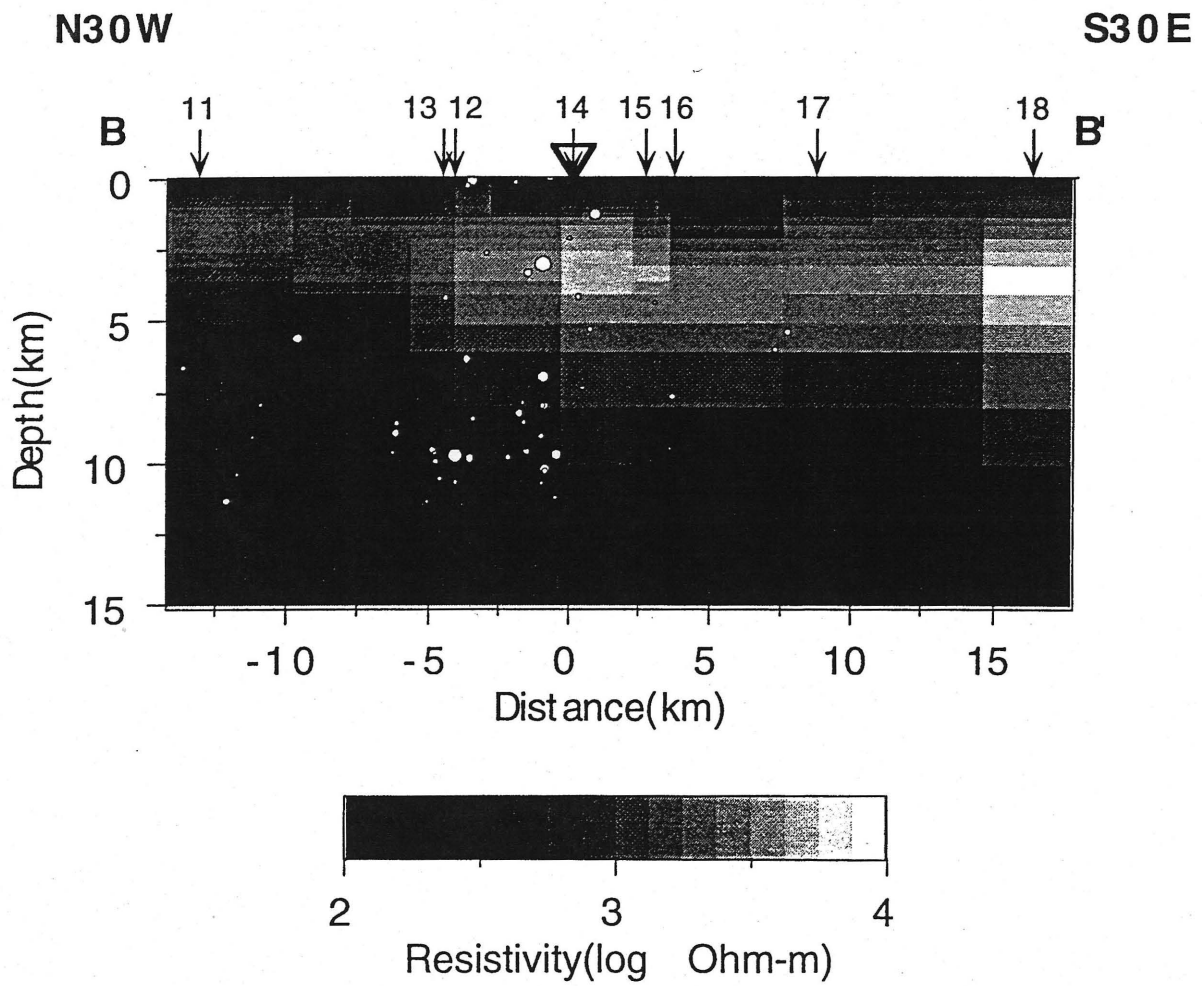 N30W S30E
11 13 12 14 15 16 17 18
B B'
0
5
10
15
Depth(km)
-10 -5 0 5 10 15
Distance(km)
2 3 4
Resistivity(log Ohm-m)